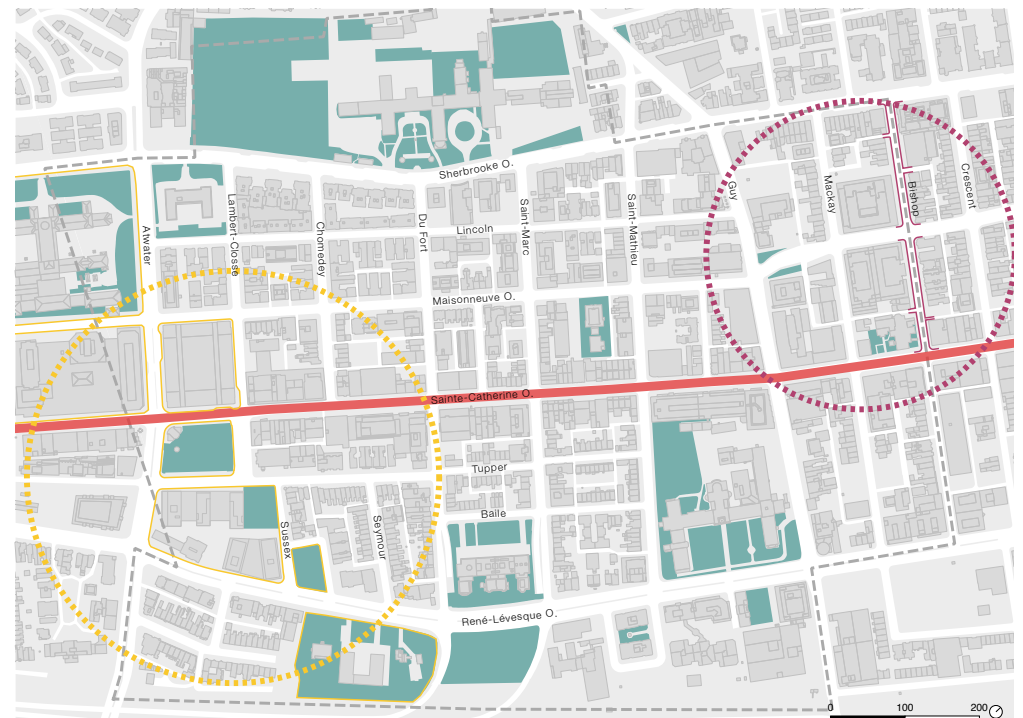 Sherbrooke O.
Guy
Mackay
Bishop
Crescent
Atwater
Lambert-Closse
Chomedey
Du Fort
Lincoln
Saint-Marc
Saint-Mathieu
Maisonneuve O.
Sainte-Catherine O.
Tupper
Baile
Sussex
Seymour
René-Lévesque O.
0 100 200